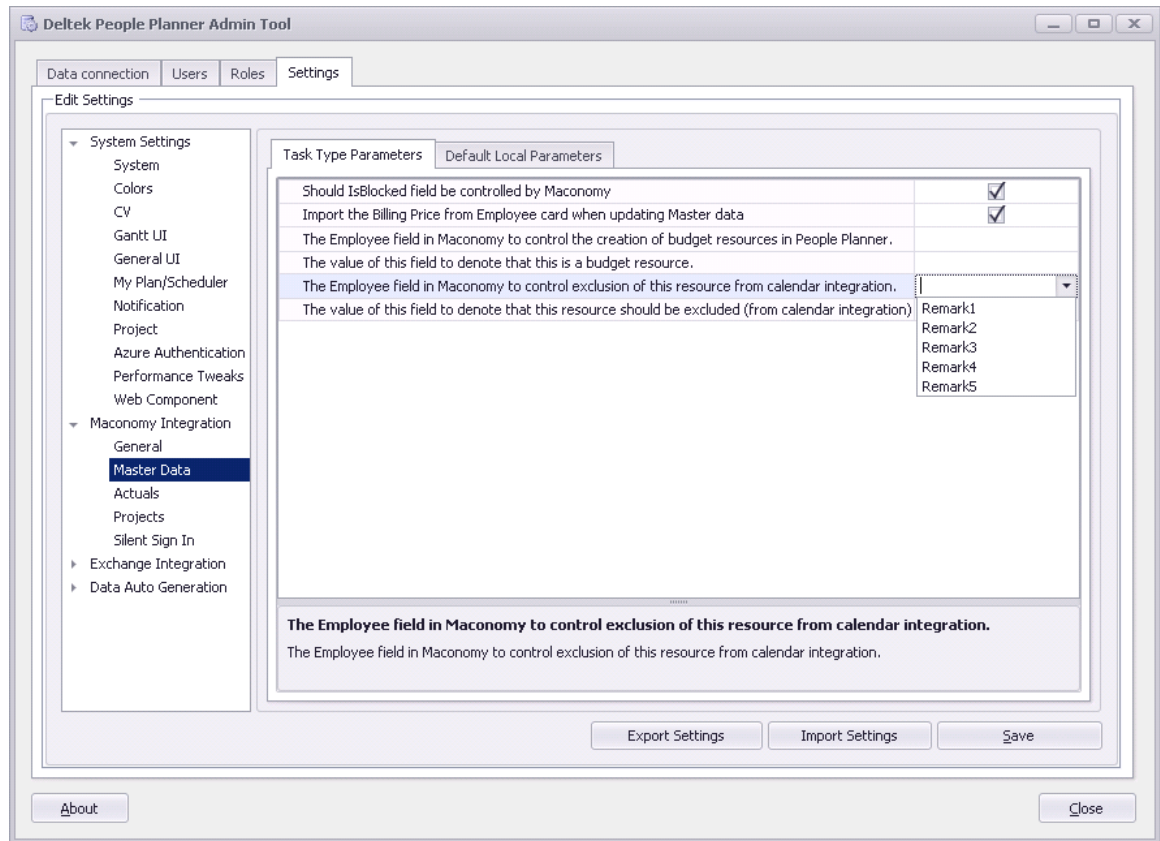 Deltek People Planner Admin Tool
Data connection Users Roles Settings
Edit Settings
System Settings
System
Colors
CV
Gantt UI
General UI
My Plan/Scheduler
Notification
Project
Azure Authentication
Performance Tweaks
Web Component
Maconomy Integration
General
Master Data
Actuals
Projects
Silent Sign In
Exchange Integration
Data Auto Generation
Task Type Parameters Default Local Parameters
Should IsBlocked field be controlled by Maconomy
Import the Billing Price from Employee card when updating Master data
The Employee field in Maconomy to control the creation of budget resources in People Planner.
The value of this field to denote that this is a budget resource.
The Employee field in Maconomy to control exclusion of this resource from calendar integration.
The value of this field to denote that this resource should be excluded (from calendar integration)
Remark1
Remark2
Remark3
Remark4
Remark5
The Employee field in Maconomy to control exclusion of this resource from calendar integration.
The Employee field in Maconomy to control exclusion of this resource from calendar integration.
Export Settings Import Settings Save
About Close